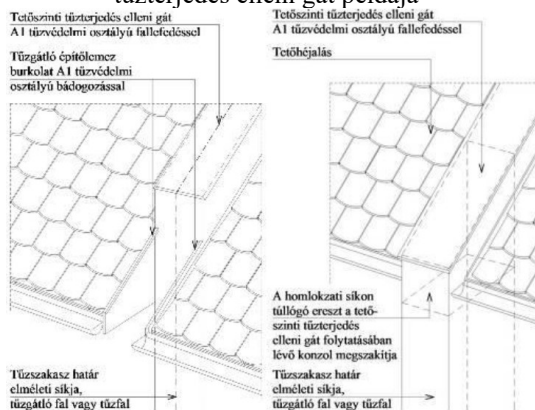 tűzterjedés elleni gát példája
Tetőszinti tűzterjedés elleni gát
A1 tűzvédelmi osztályú fallefedéssel
Tűzgátló építőlemez
burkolat A1 tűzvédelmi
osztályú bádogozással
Tűzszakasz határ
elméleti síkja,
tűzgátló fal vagy tűzfal
Tetőszinti tűzterjedés elleni gát
A1 tűzvédelmi osztályú fallefedéssel
Tetőhéjalás
A homlokzati síkon
túllógó ereszt a tető-
szinti tűzterjedés
elleni gát folytatásában
lévő konzol megszakítja
Tűzszakasz határ
elméleti síkja,
tűzgátló fal vagy tűzfal